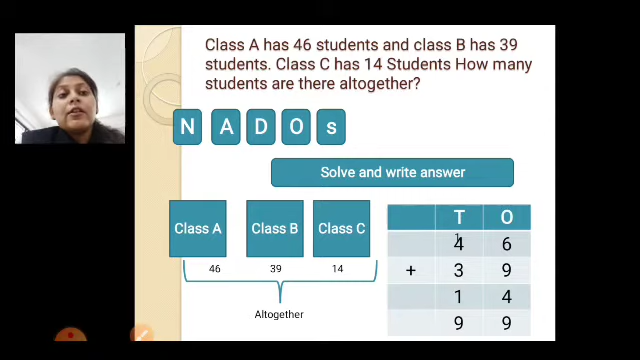 Class A has 46 students and class B has 39
students. Class C has 14 Students How many
students are there altogether?
N A D O s
Solve and write answer
Class A Class B Class C
46 39 14
Altogether
T O
1
4 6
+ 3 9
1 4
9 9